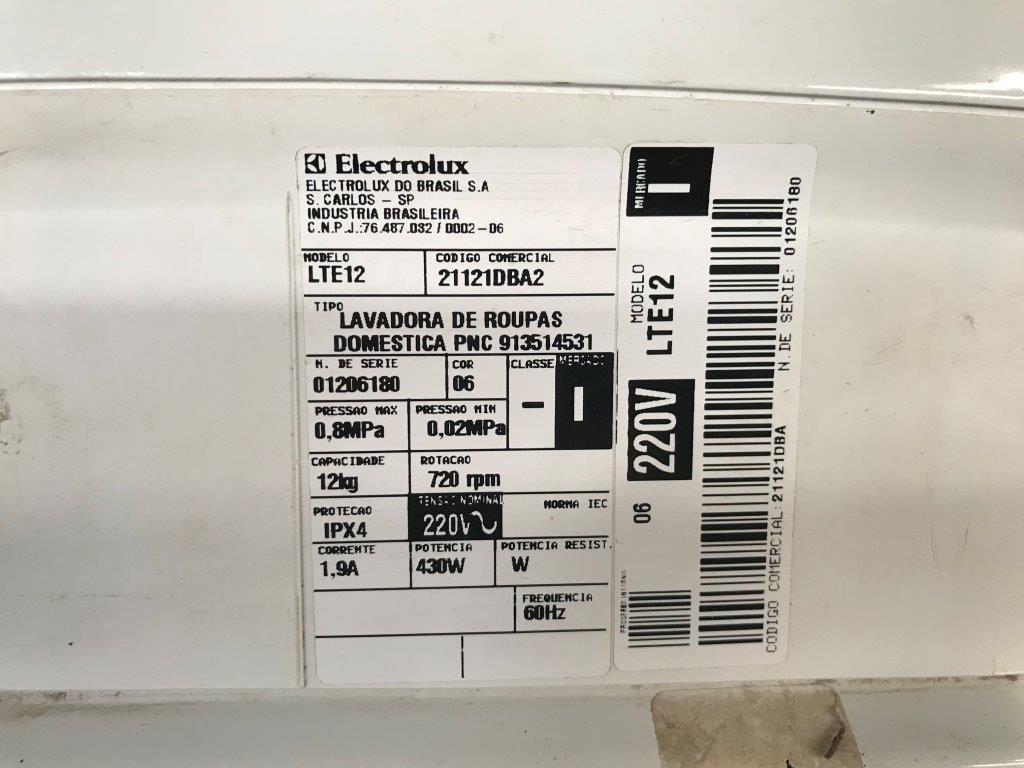 Electrolux
ELECTROLUX DO BRASIL S.A
S. CARLOS - SP
INDUSTRIA BRASILEIRA
C.N.P.J.:76.487.032 / 0002-06
MODELO
LTE12
CODIGO COMERCIAL
21121DBA2
TIPO
LAVADORA DE ROUPAS
DOMESTICA PNC 913514531
N. DE SERIE
01206180
COR
06
CLASSE
-
MERCADO
I
PRESSAO MAX
0,8MPa
PRESSAO MIN
0,02MPa
CAPACIDADE
12kg
ROTACAO
720 rpm
PROTECAO
IPX4
TENSAO NOMINAL
220V~
NORMA IEC
CORRENTE
1,9A
POTENCIA
430W
POTENCIA RESIST.
W
FREQUENCIA
60Hz
MERCADO
I
MODELO
LTE12
220V
06
PROCESSO INTERNO
CODIGO COMERCIAL:21121DBA N.DE SERIE: 01206180